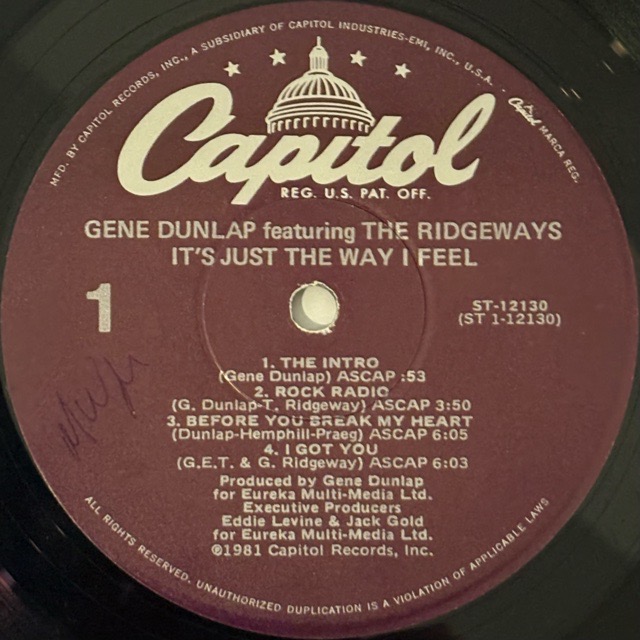 MFD. BY CAPITOL RECORDS, INC., A SUBSIDIARY OF CAPITOL INDUSTRIES-EMI, INC., U.S.A. · Capitol MARCA REG.
Capitol
REG. U.S. PAT. OFF.
GENE DUNLAP featuring THE RIDGEWAYS
IT'S JUST THE WAY I FEEL
1
ST-12130
(ST 1-12130)
1. THE INTRO
(Gene Dunlap) ASCAP :53
2. ROCK RADIO
(G. Dunlap-T. Ridgeway) ASCAP 3:50
3. BEFORE YOU BREAK MY HEART
(Dunlap-Hemphill-Praeg) ASCAP 6:05
4. I GOT YOU
(G.E.T. & G. Ridgeway) ASCAP 6:03
Produced by Gene Dunlap
for Eureka Multi-Media Ltd.
Executive Producers
Eddie Levine & Jack Gold
for Eureka Multi-Media Ltd.
℗1981 Capitol Records, Inc.
ALL RIGHTS RESERVED. UNAUTHORIZED DUPLICATION IS A VIOLATION OF APPLICABLE LAWS